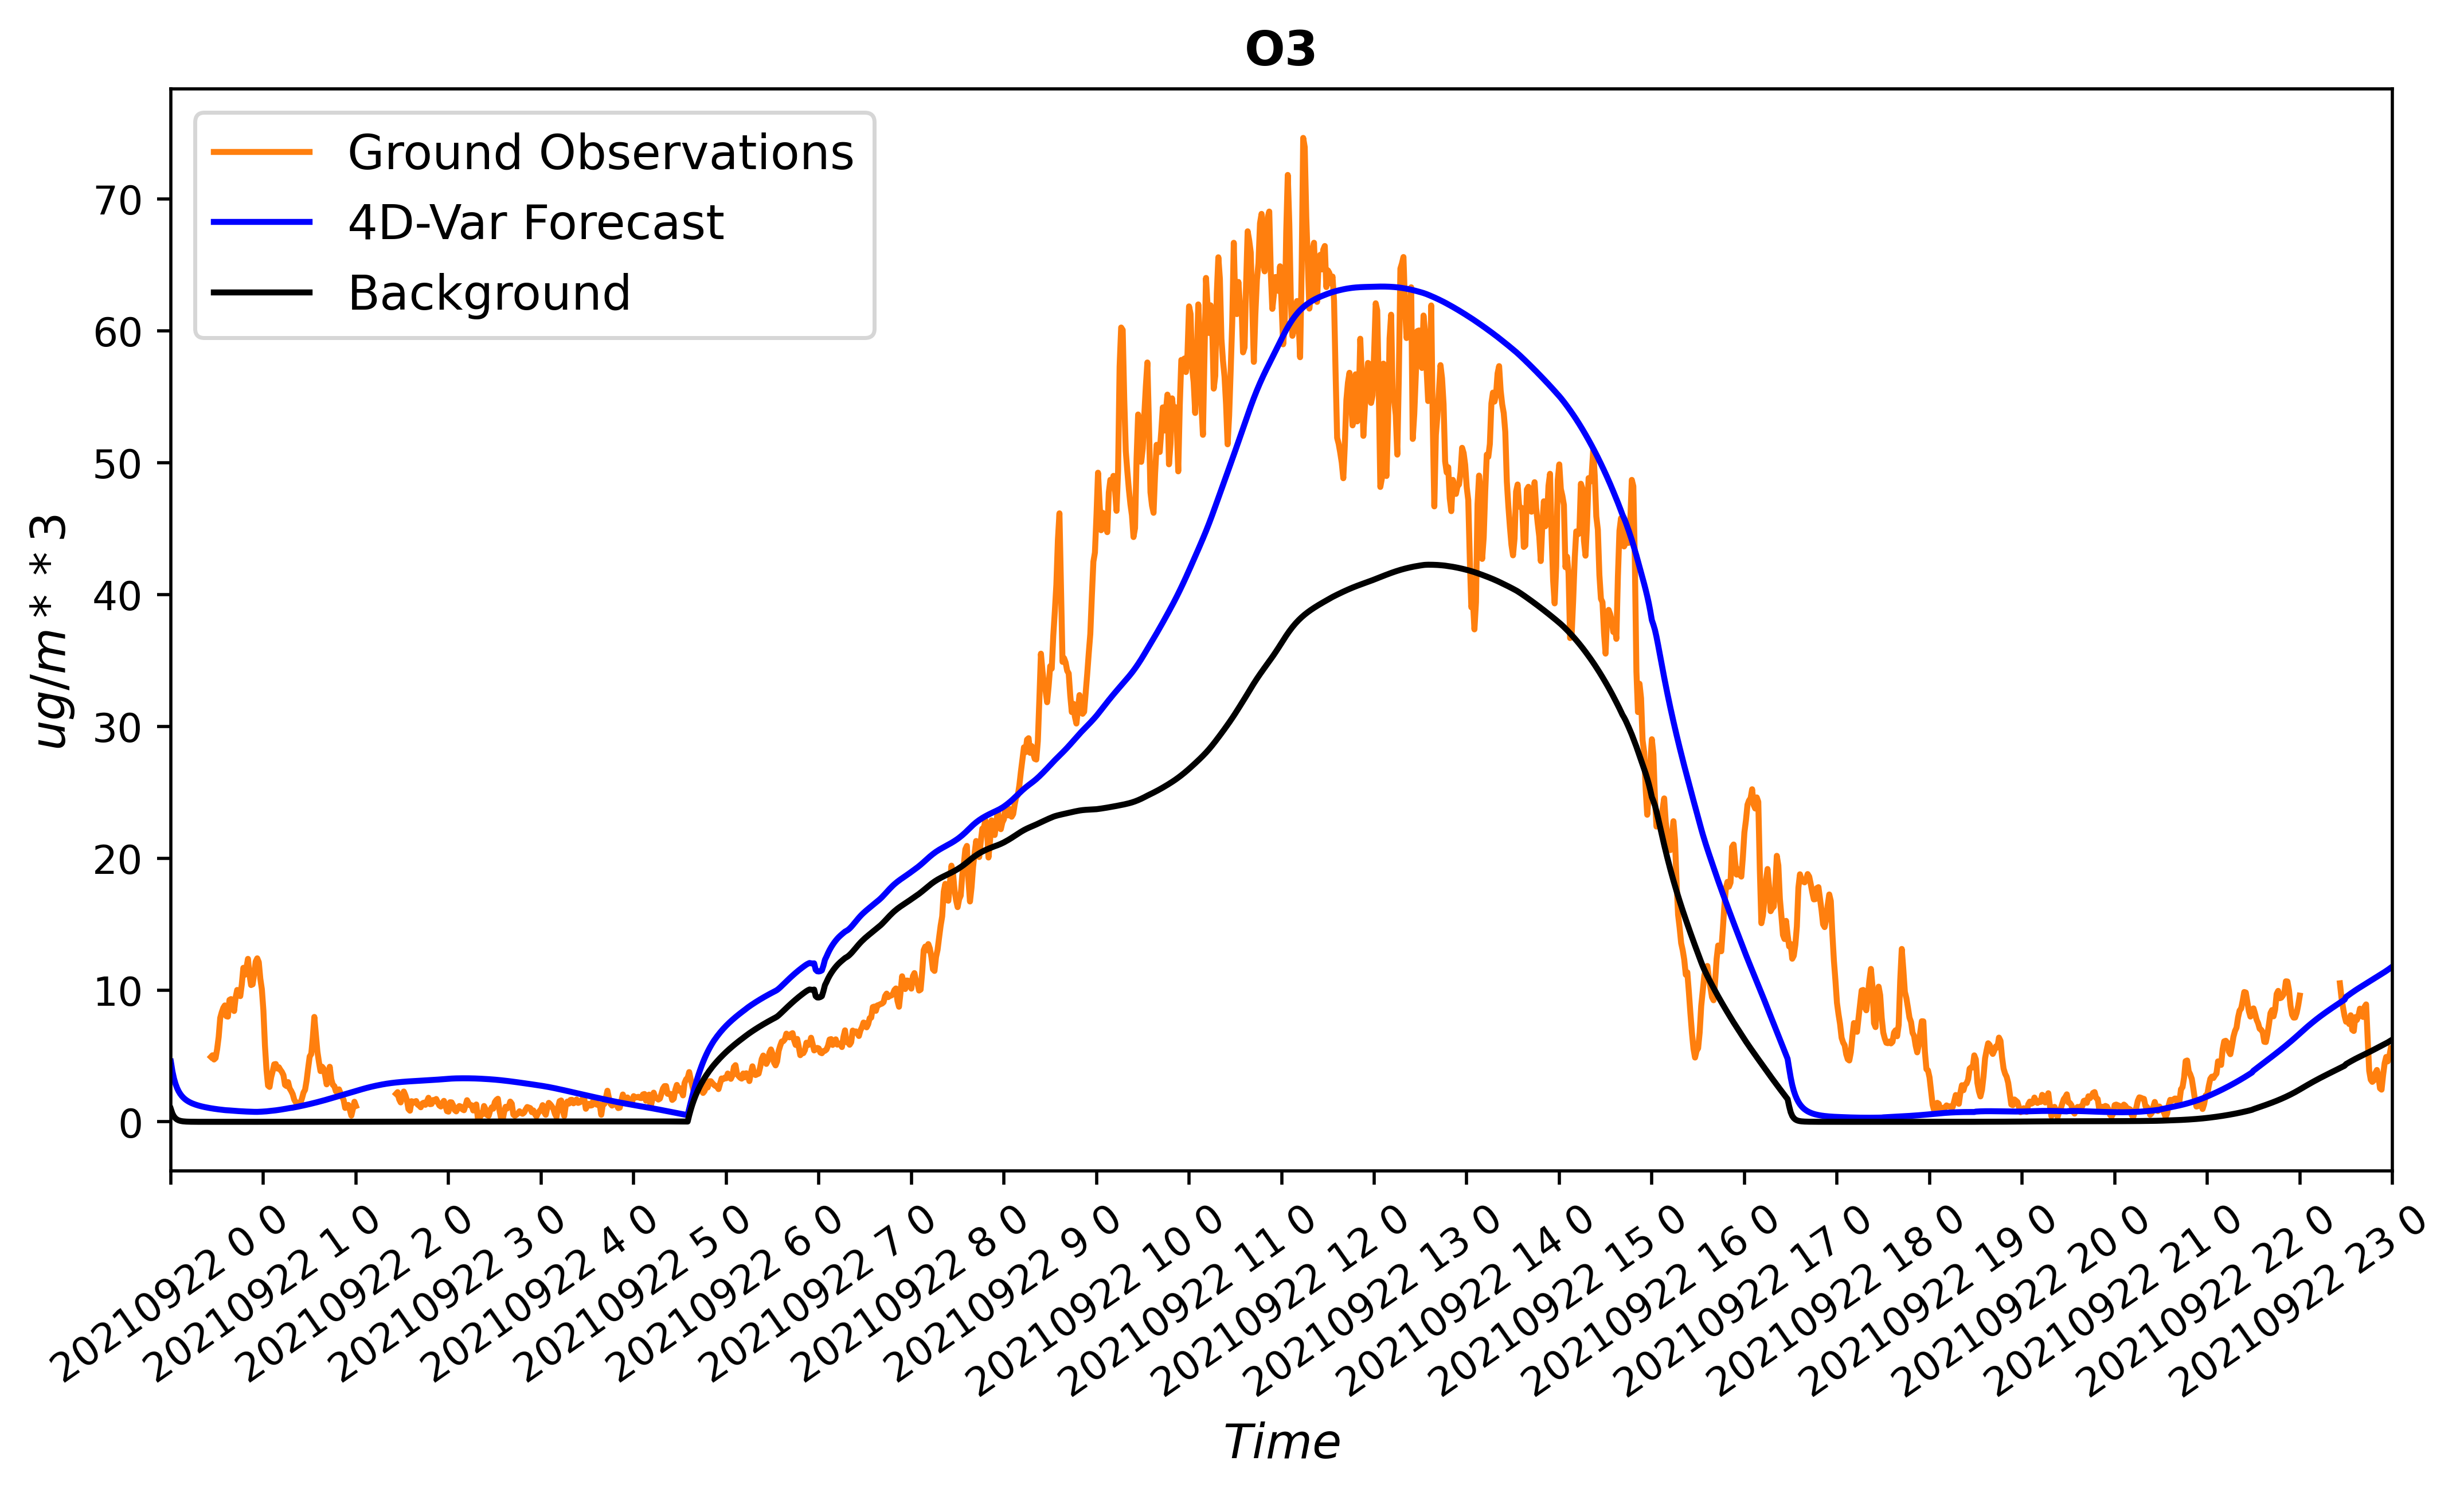 O3
Ground Observations
4D-Var Forecast
Background
70
60
50
40
30
20
10
0
ug/m * * 3
20210922 0 0
20210922 1 0
20210922 2 0
20210922 3 0
20210922 4 0
20210922 5 0
20210922 6 0
20210922 7 0
20210922 8 0
20210922 9 0
20210922 10 0
20210922 11 0
20210922 12 0
20210922 13 0
20210922 14 0
20210922 15 0
20210922 16 0
20210922 17 0
20210922 18 0
20210922 19 0
20210922 20 0
20210922 21 0
20210922 22 0
20210922 23 0
Time